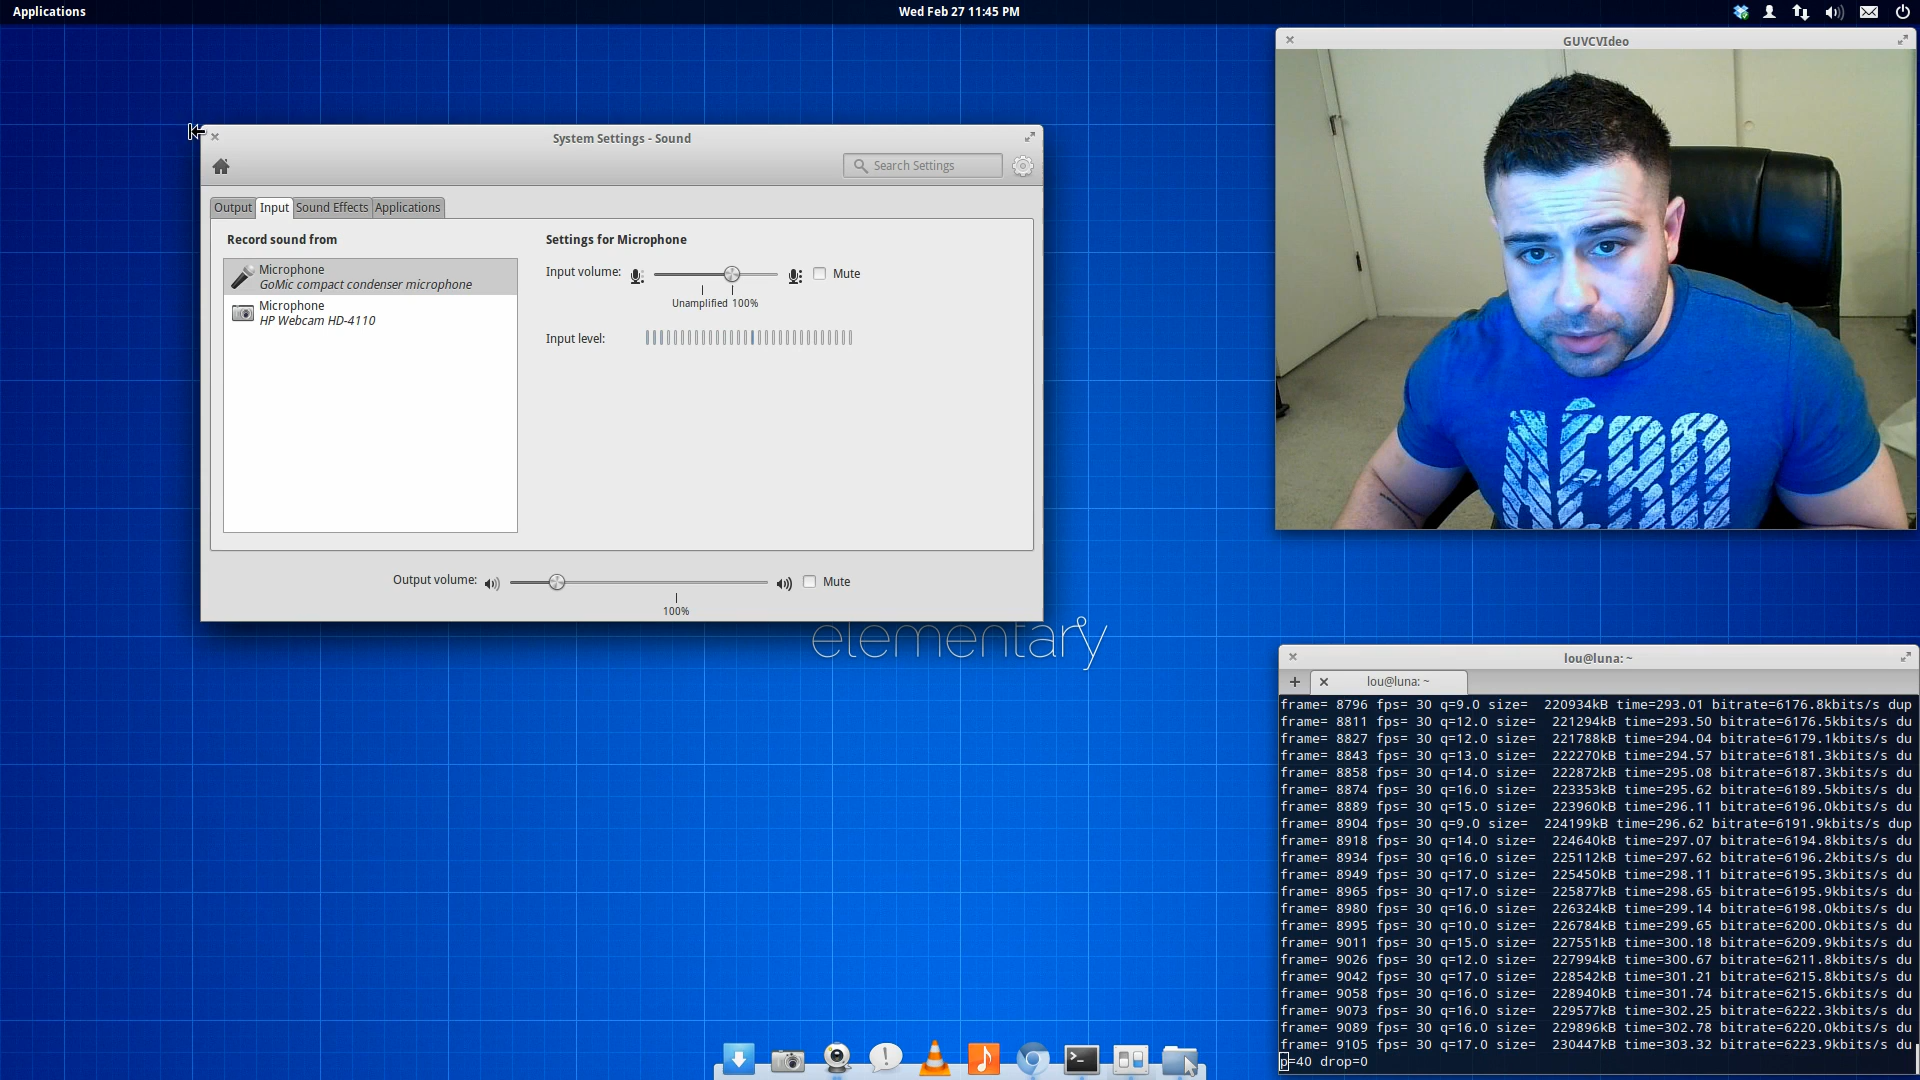 Applications
Wed Feb 27 11:45 PM
GUVCVIdeo
System Settings - Sound
Search Settings
Output Input Sound Effects Applications
Record sound from
Microphone
GoMic compact condenser microphone
Microphone
HP Webcam HD-4110
Settings for Microphone
Input volume:
Mute
Unamplified 100%
Input level:
Output volume:
Mute
100%
elementary
AÉRO
lou@luna: ~
lou@luna: ~
frame= 8796 fps= 30 q=9.0 size=  220934kB time=293.01 bitrate=6176.8kbits/s dup
frame= 8811 fps= 30 q=12.0 size=  221294kB time=293.50 bitrate=6176.5kbits/s du
frame= 8827 fps= 30 q=12.0 size=  221788kB time=294.04 bitrate=6179.1kbits/s du
frame= 8843 fps= 30 q=13.0 size=  222270kB time=294.57 bitrate=6181.3kbits/s du
frame= 8858 fps= 30 q=14.0 size=  222872kB time=295.08 bitrate=6187.3kbits/s du
frame= 8874 fps= 30 q=16.0 size=  223353kB time=295.62 bitrate=6189.5kbits/s du
frame= 8889 fps= 30 q=15.0 size=  223960kB time=296.11 bitrate=6196.0kbits/s du
frame= 8904 fps= 30 q=9.0 size=  224199kB time=296.62 bitrate=6191.9kbits/s dup
frame= 8918 fps= 30 q=14.0 size=  224640kB time=297.07 bitrate=6194.8kbits/s du
frame= 8934 fps= 30 q=16.0 size=  225112kB time=297.62 bitrate=6196.2kbits/s du
frame= 8949 fps= 30 q=17.0 size=  225450kB time=298.11 bitrate=6195.3kbits/s du
frame= 8965 fps= 30 q=17.0 size=  225877kB time=298.65 bitrate=6195.9kbits/s du
frame= 8980 fps= 30 q=16.0 size=  226324kB time=299.14 bitrate=6198.0kbits/s du
frame= 8995 fps= 30 q=10.0 size=  226784kB time=299.65 bitrate=6200.0kbits/s du
frame= 9011 fps= 30 q=15.0 size=  227551kB time=300.18 bitrate=6209.9kbits/s du
frame= 9026 fps= 30 q=12.0 size=  227994kB time=300.67 bitrate=6211.8kbits/s du
frame= 9042 fps= 30 q=17.0 size=  228542kB time=301.21 bitrate=6215.8kbits/s du
frame= 9058 fps= 30 q=16.0 size=  228940kB time=301.74 bitrate=6215.6kbits/s du
frame= 9073 fps= 30 q=16.0 size=  229577kB time=302.25 bitrate=6222.3kbits/s du
frame= 9089 fps= 30 q=16.0 size=  229896kB time=302.78 bitrate=6220.0kbits/s du
frame= 9105 fps= 30 q=17.0 size=  230447kB time=303.32 bitrate=6223.9kbits/s du
p=40 drop=0